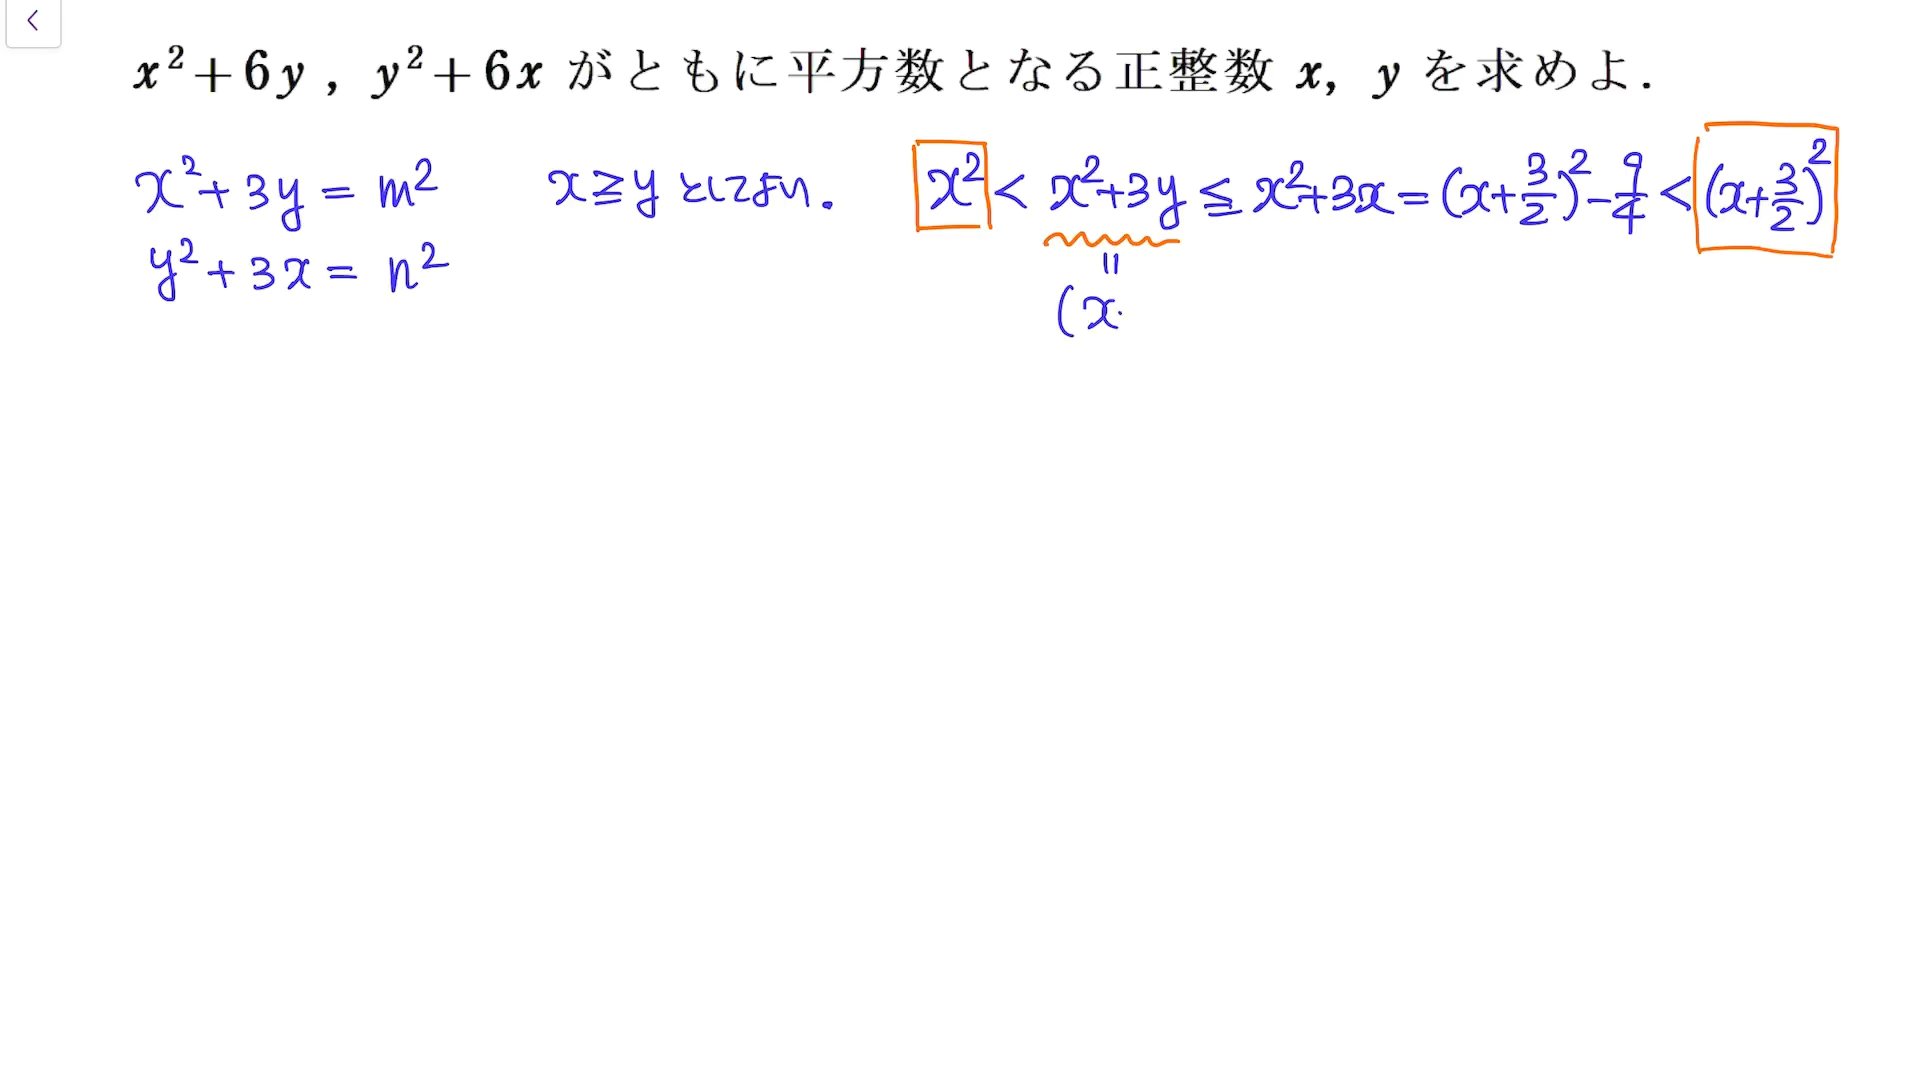 x²+6y , y²+6x がともに平方数となる正整数 x, y を求めよ.
x²+3y = m²
x≧y としてよい.
x² < x²+3y ≦ x²+3x = (x+3/2)² - 9/4 < (x+3/2)²
y²+3x = n²
=
(x